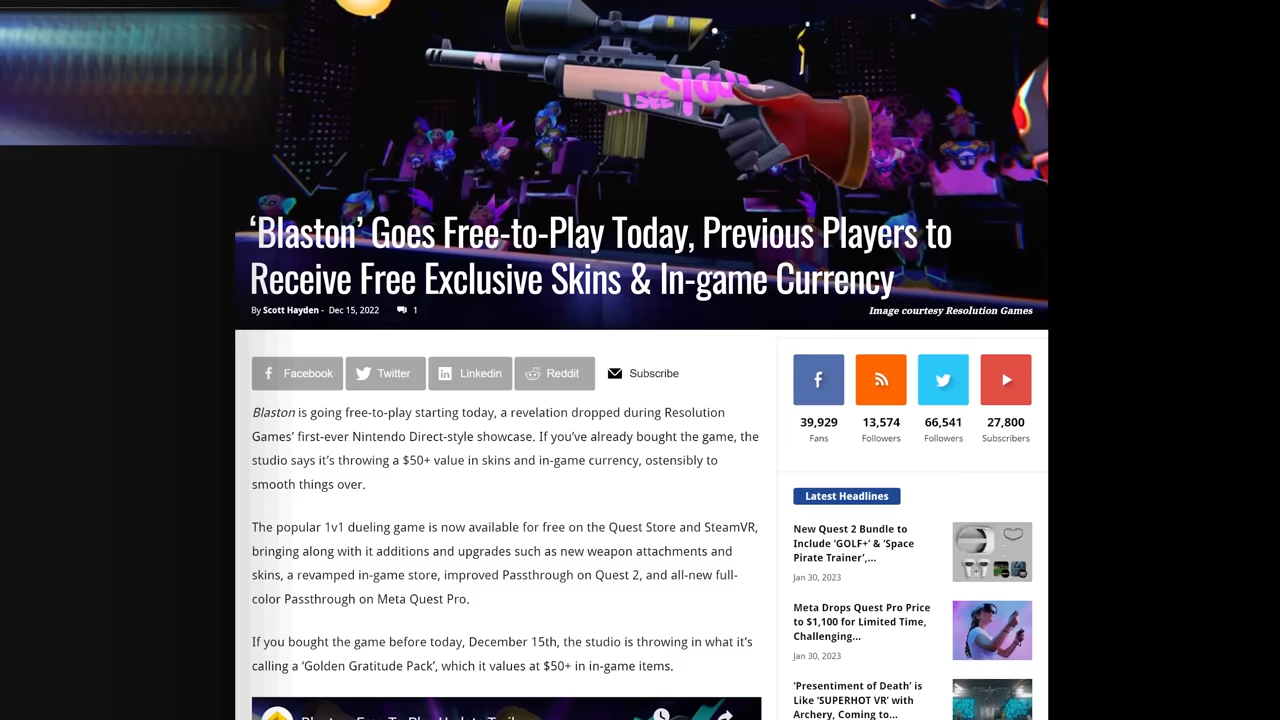 I SEE YOU
'Blaston' Goes Free-to-Play Today, Previous Players to
Receive Free Exclusive Skins & In-game Currency
By Scott Hayden - Dec 15, 2022 1
Image courtesy Resolution Games
Facebook Twitter Linkedin Reddit Subscribe
Blaston is going free-to-play starting today, a revelation dropped during Resolution
Games' first-ever Nintendo Direct-style showcase. If you've already bought the game, the
studio says it's throwing a $50+ value in skins and in-game currency, ostensibly to
smooth things over.
The popular 1v1 dueling game is now available for free on the Quest Store and SteamVR,
bringing along with it additions and upgrades such as new weapon attachments and
skins, a revamped in-game store, improved Passthrough on Quest 2, and all-new full-
color Passthrough on Meta Quest Pro.
If you bought the game before today, December 15th, the studio is throwing in what it's
calling a 'Golden Gratitude Pack', which it values at $50+ in in-game items.
39,929 13,574 66,541 27,800
Fans Followers Followers Subscribers
Latest Headlines
New Quest 2 Bundle to
Include 'GOLF+' & 'Space
Pirate Trainer',...
Jan 30, 2023
Meta Drops Quest Pro Price
to $1,100 for Limited Time,
Challenging...
Jan 30, 2023
'Presentiment of Death' is
Like 'SUPERHOT VR' with
Archery, Coming to...